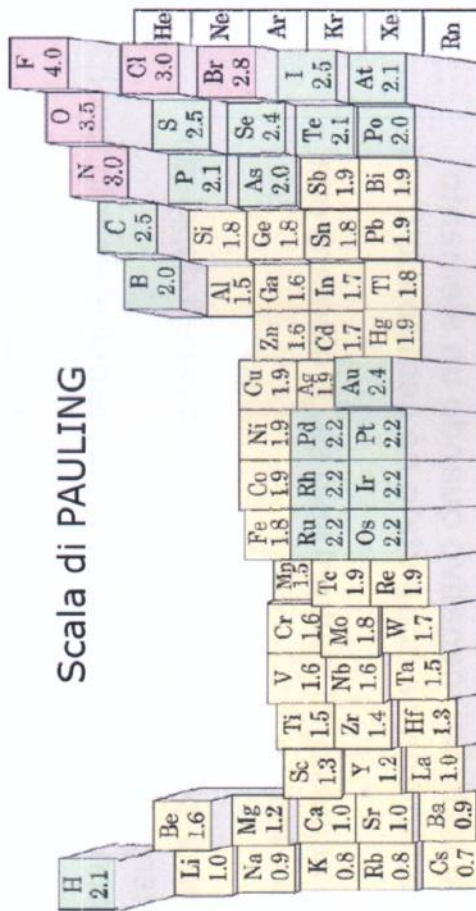 Scala di PAULING
H He
2.1
Li Be B C N O F Ne
1.0 1.6 2.0 2.5 3.0 3.5 4.0
Na Mg Al Si P S Cl Ar
0.9 1.2 1.5 1.8 2.1 2.5 3.0
K Ca Sc Ti V Cr Mn Fe Co Ni Cu Zn Ga Ge As Se Br Kr
0.8 1.0 1.3 1.5 1.6 1.6 1.5 1.8 1.9 1.9 1.9 1.6 1.6 1.8 2.0 2.4 2.8
Rb Sr Y Zr Nb Mo Tc Ru Rh Pd Ag Cd In Sn Sb Te I Xe
0.8 1.0 1.2 1.4 1.6 1.8 1.9 2.2 2.2 2.2 1.9 1.7 1.7 1.8 1.9 2.1 2.5
Cs Ba La Hf Ta W Re Os Ir Pt Au Hg Tl Pb Bi Po At Rn
0.7 0.9 1.0 1.3 1.5 1.7 1.9 2.2 2.2 2.2 2.4 1.9 1.8 1.9 1.9 2.0 2.1